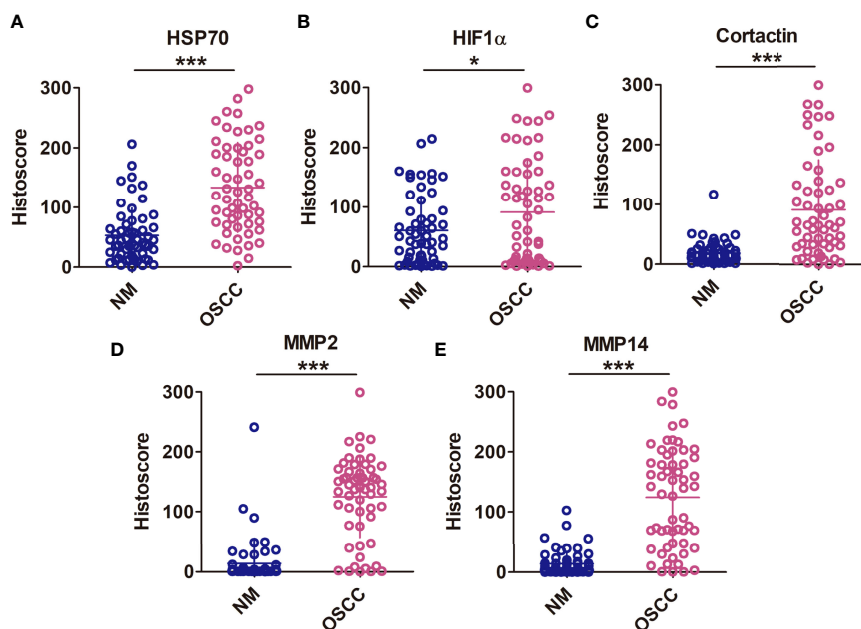 A
HSP70
***
Histoscore
300
200
100
0
NM
OSCC
B
HIF1α
*
Histoscore
300
200
100
0
NM
OSCC
C
Cortactin
***
Histoscore
300
200
100
0
NM
OSCC
D
MMP2
***
Histoscore
300
200
100
0
NM
OSCC
E
MMP14
***
Histoscore
300
200
100
0
NM
OSCC